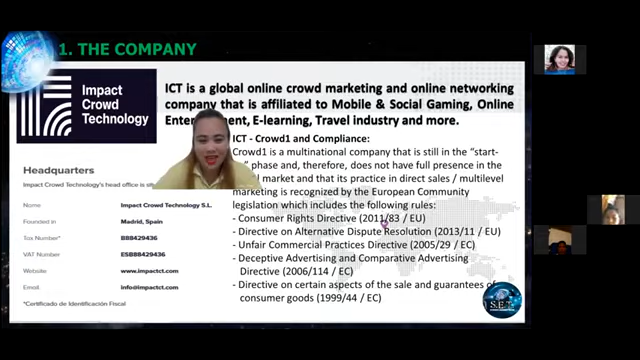 1. THE COMPANY
Impact
Crowd
Technology
ICT is a global online crowd marketing and online networking
company that is affiliated to Mobile & Social Gaming, Online
ment, E-learning, Travel industry and more.
Headquarters
Impact Crowd Technology's head office is
Name Impact Crowd Technology S.L.
Founded in Madrid, Spain
Tax Number* B88429436
VAT Number ESB88429436
Website www.impactct.com
Email info@impactct.com
*Certificado de Identificación Fiscal
ICT - Crowd1 and Compliance:
Crowd1 is a multinational company that is still in the "start-
phase and, therefore, does not have full presence in the
market and that its practice in direct sales / multilevel
marketing is recognized by the European Community
legislation which includes the following rules:
- Consumer Rights Directive (2011/83 / EU)
- Directive on Alternative Dispute Resolution (2013/11 / EU)
- Unfair Commercial Practices Directive (2005/29 / EC)
- Deceptive Advertising and Comparative Advertising
Directive (2006/114 / EC)
- Directive on certain aspects of the sale and guarantees of
consumer goods (1999/44 / EC)
S.E.T.